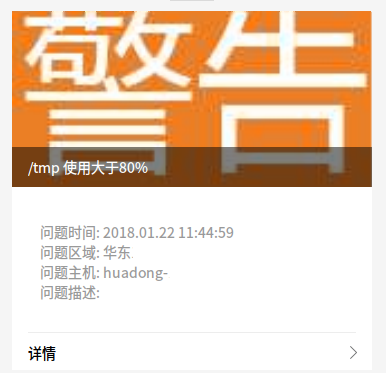 警告
/tmp 使用大于80%
问题时间: 2018.01.22 11:44:59
问题区域: 华东
问题主机: huadong-
问题描述:
详情